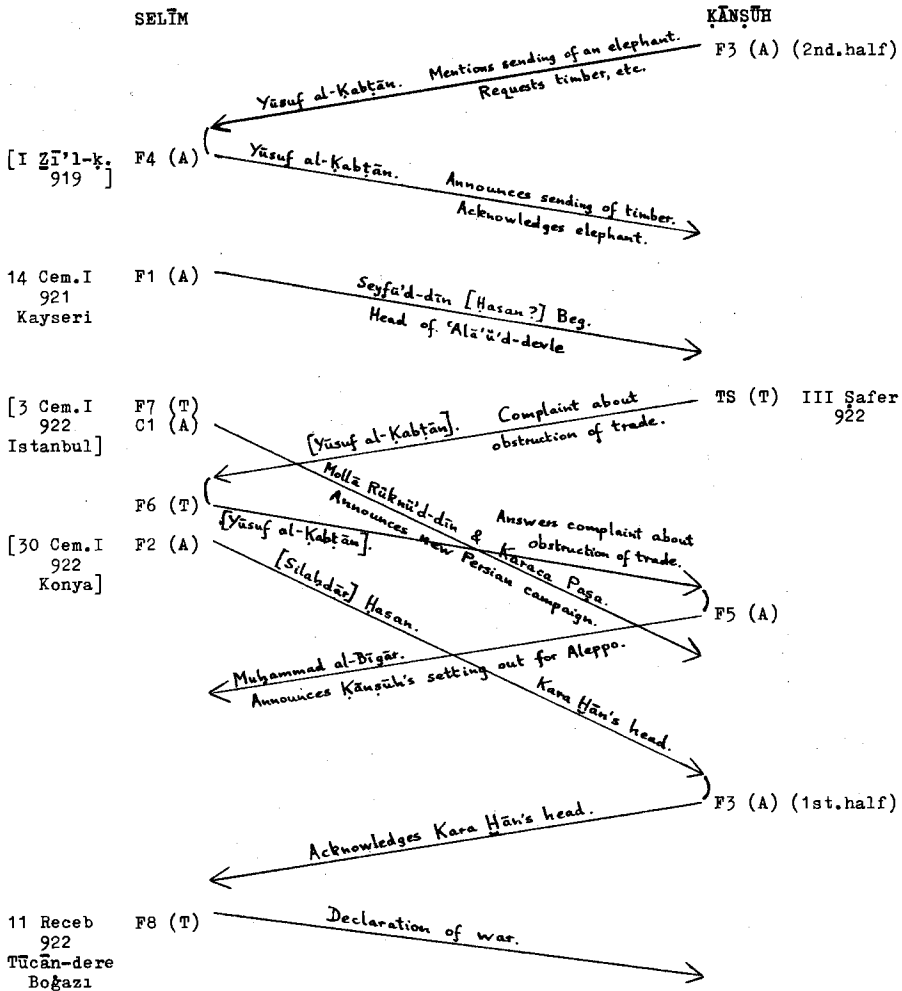 SELĪM
ḲĀNṢŪH
F3 (A) (2nd.half)
Yūsuf al-Ḳabṭān. Mentions sending of an elephant.
Requests timber, etc.
[I Ẕī'l-ḳ. F4 (A)
919 ]
Yūsuf al-Ḳabṭān. Announces sending of timber.
Acknowledges elephant.
14 Cem.I F1 (A)
921
Kayseri
Seyfü'd-dīn [Ḥasan ?] Beg.
Head of ʿAlā'ü'd-devle
[3 Cem.I F7 (T)
922 C1 (A)
Istanbul]
TS (T) III Ṣafer
922
[Yūsuf al-Ḳabṭān]. Complaint about
obstruction of trade.
Mollā Rüknü'd-dīn & Ḳaraca Paşa.
Announces new Persian campaign.
F6 (T)
[Yūsuf al-Ḳabṭān]. Answers complaint about
obstruction of trade.
[30 Cem.I F2 (A)
922
Konya]
[Silaḥdār] Ḥasan.
Kara Ḫān's head.
F5 (A)
Muḥammad al-Bīgār.
Announces Ḳānṣūh's setting out for Aleppo.
F3 (A) (1st.half)
Acknowledges Kara Ḫān's head.
11 Receb F8 (T)
922
Tūcān-dere
Boğazı
Declaration of war.